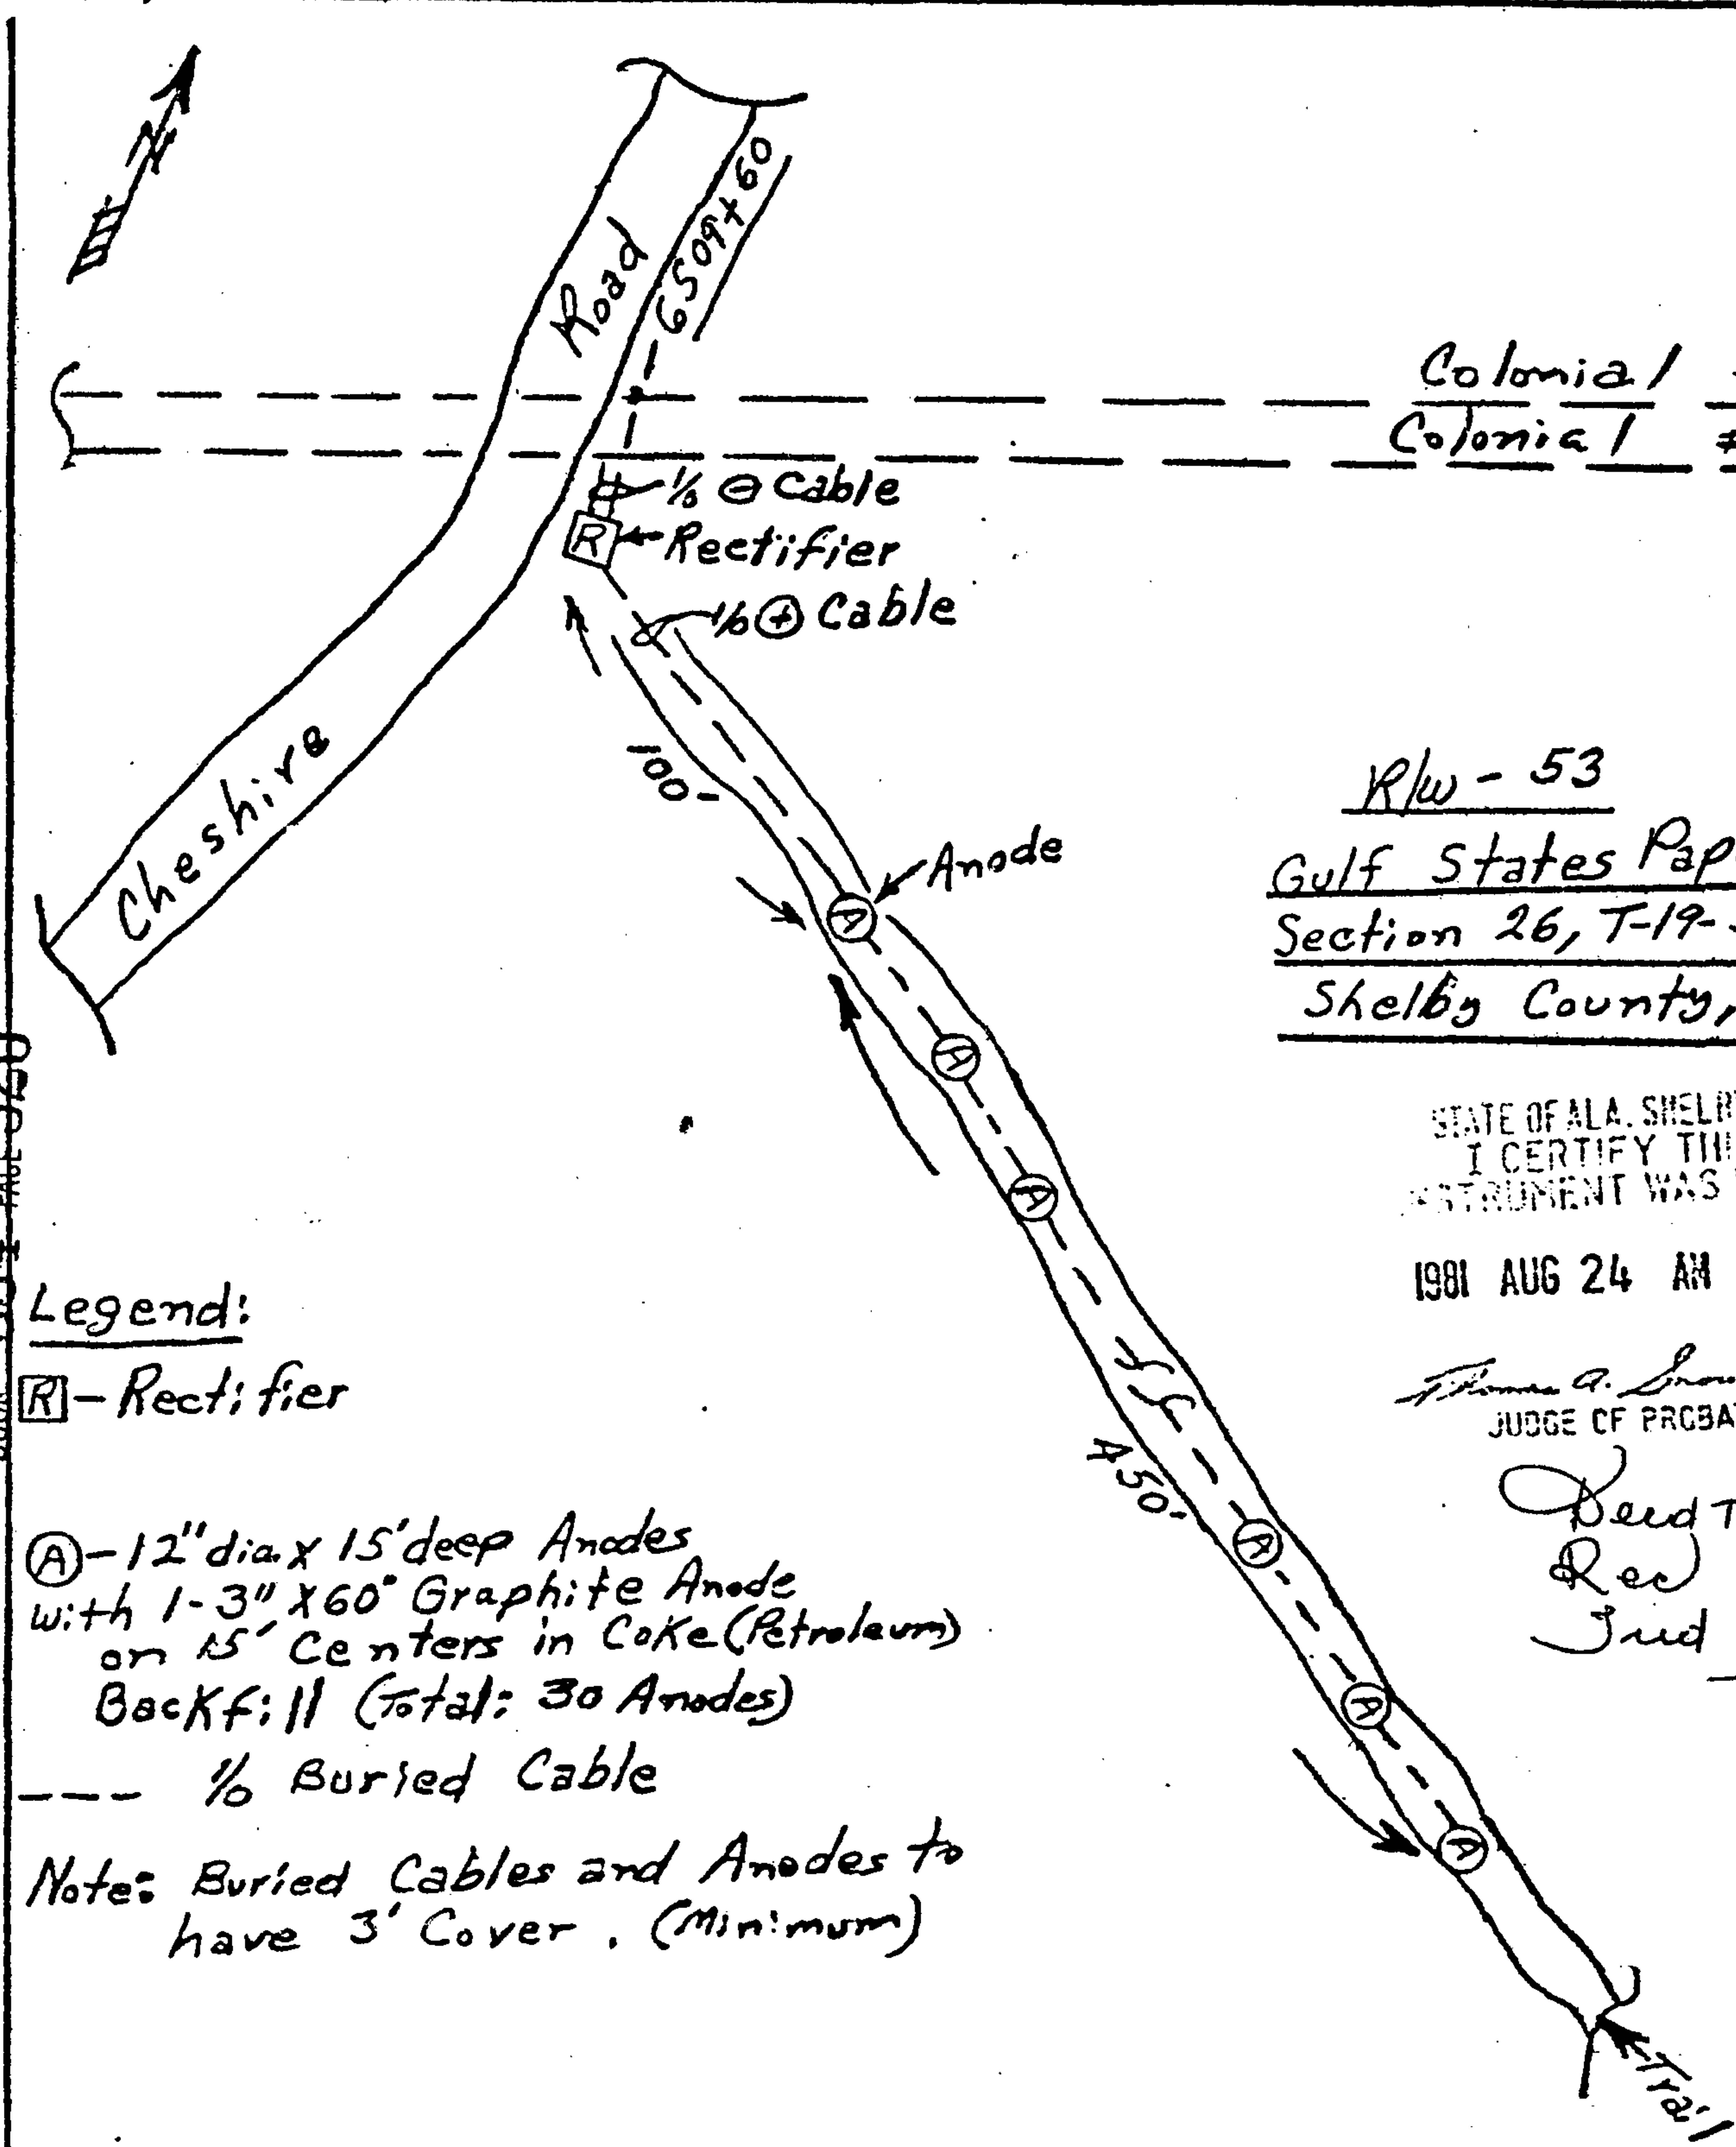 N
Road
6509+60
Colonial
Colonial #
1/0 ⊖ Cable
R Rectifier
1/0 ⊕ Cable
Cheshire
100'
Anode
A
A
A
A
A
A
450'
R/W - 53
Gulf States Pap
Section 26, T-19-
Shelby County,
STATE OF ALA. SHELBY
I CERTIFY THI
INSTRUMENT WAS
1981 AUG 24 AM
Thomas A. Snow
JUDGE OF PROBAT
Deed T
Rec
Ind
Legend:
R - Rectifier
A - 12" dia. x 15' deep Anodes
with 1-3" x 60" Graphite Anode
on 15' Centers in Coke (Petroleum)
Backfill (Total: 30 Anodes)
--- 1/0 Buried Cable
Note: Buried Cables and Anodes to
have 3' Cover. (Minimum)
Trail